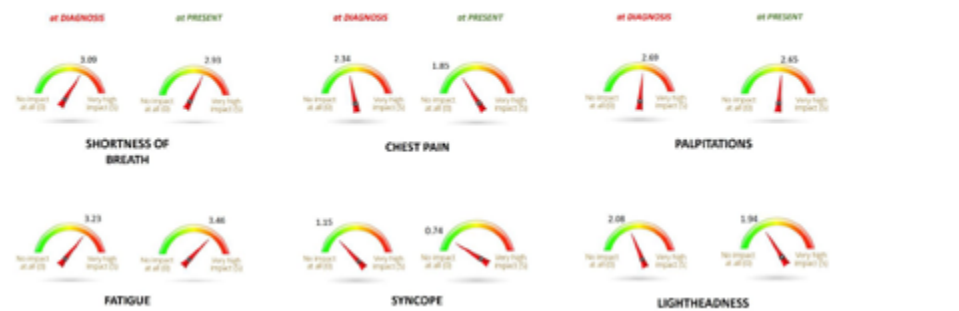 at DIAGNOSIS
at PRESENT
at DIAGNOSIS
at PRESENT
at DIAGNOSIS
at PRESENT
3.09
No impact
at all (0)
Very high
impact (5)
2.93
No impact
at all (0)
Very high
impact (5)
2.34
No impact
at all (0)
Very high
impact (5)
1.85
No impact
at all (0)
Very high
impact (5)
2.69
No impact
at all (0)
Very high
impact (5)
2.65
No impact
at all (0)
Very high
impact (5)
SHORTNESS OF
BREATH
CHEST PAIN
PALPITATIONS
3.23
No impact
at all (0)
Very high
impact (5)
3.46
No impact
at all (0)
Very high
impact (5)
1.15
No impact
at all (0)
Very high
impact (5)
0.74
No impact
at all (0)
Very high
impact (5)
2.08
No impact
at all (0)
Very high
impact (5)
1.94
No impact
at all (0)
Very high
impact (5)
FATIGUE
SYNCOPE
LIGHTHEADNESS